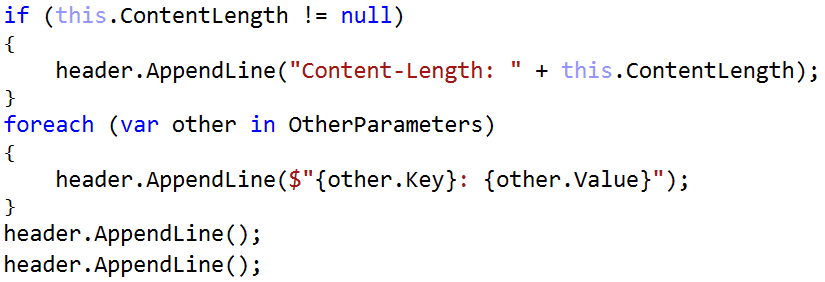 if (this.ContentLength != null)
{
    header.AppendLine("Content-Length: " + this.ContentLength);
}
foreach (var other in OtherParameters)
{
    header.AppendLine($"{other.Key}: {other.Value}");
}
header.AppendLine();
header.AppendLine();